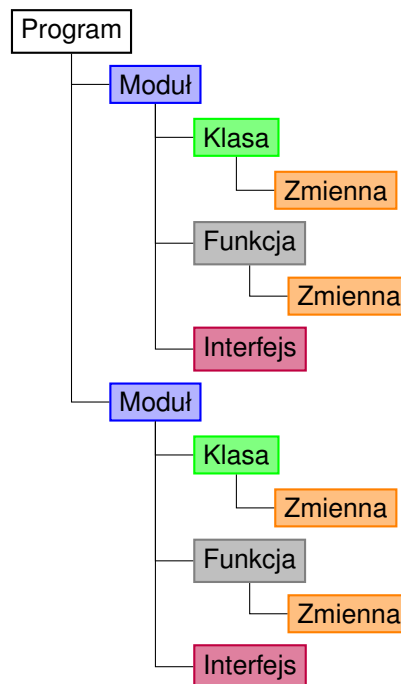 Program
Moduł
Klasa
Zmienna
Funkcja
Zmienna
Interfejs
Moduł
Klasa
Zmienna
Funkcja
Zmienna
Interfejs